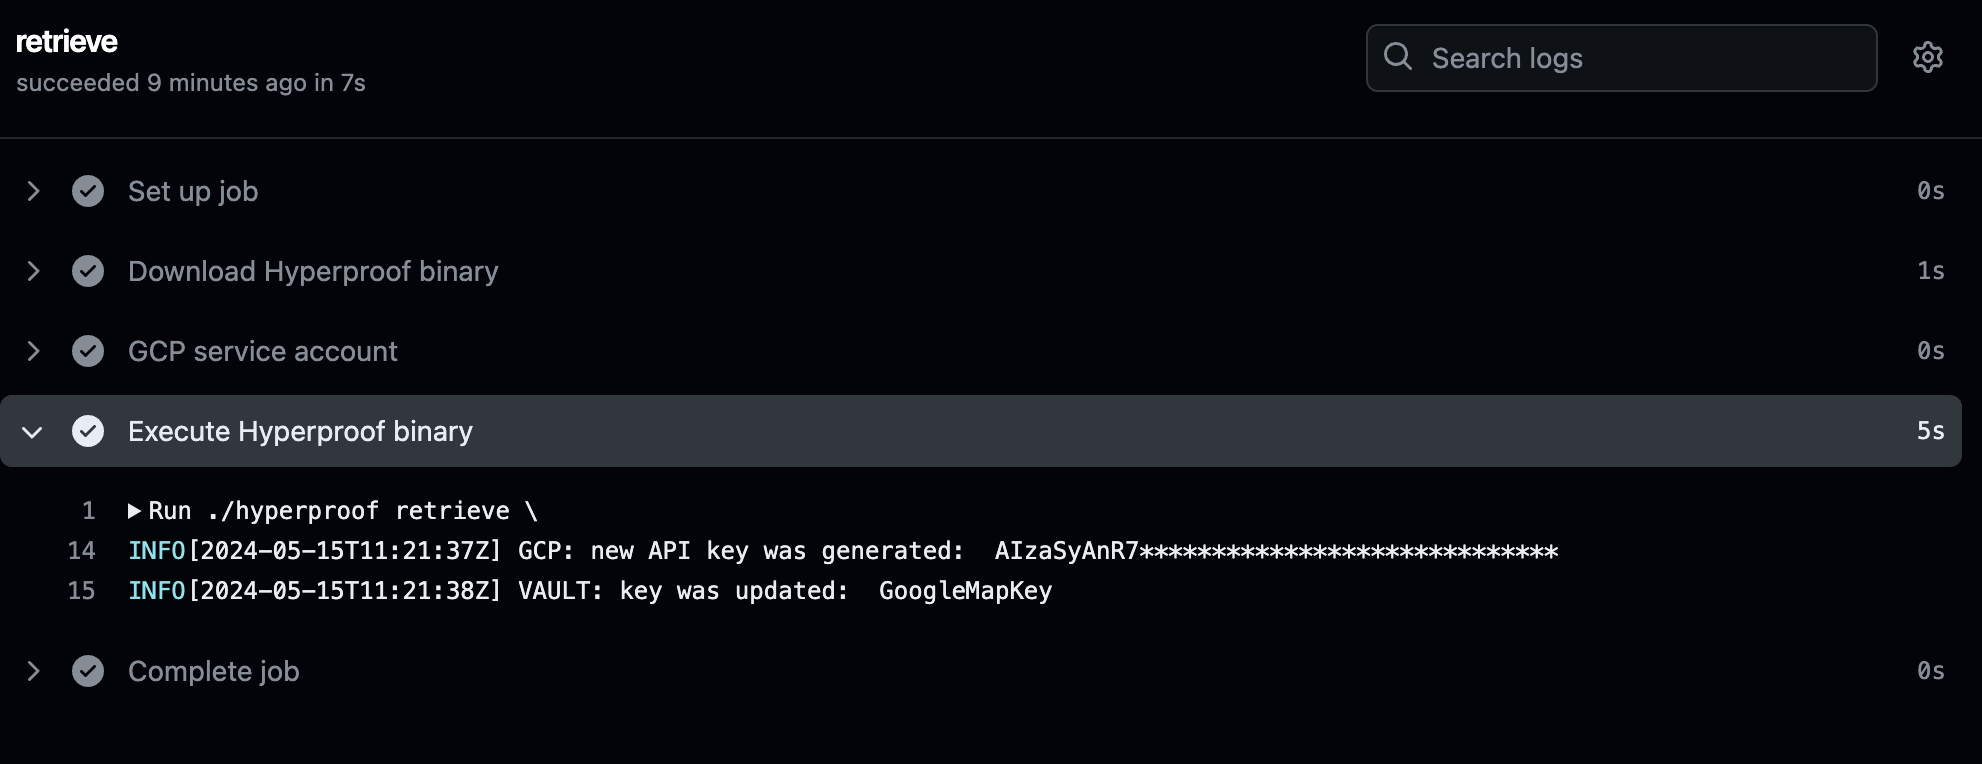 retrieve
succeeded 9 minutes ago in 7s
Search logs
Set up job 0s
Download Hyperproof binary 1s
GCP service account 0s
Execute Hyperproof binary 5s
1 Run ./hyperproof retrieve \
14 INFO[2024-05-15T11:21:37Z] GCP: new API key was generated:  AIzaSyAnR7*****************************
15 INFO[2024-05-15T11:21:38Z] VAULT: key was updated:  GoogleMapKey
Complete job 0s